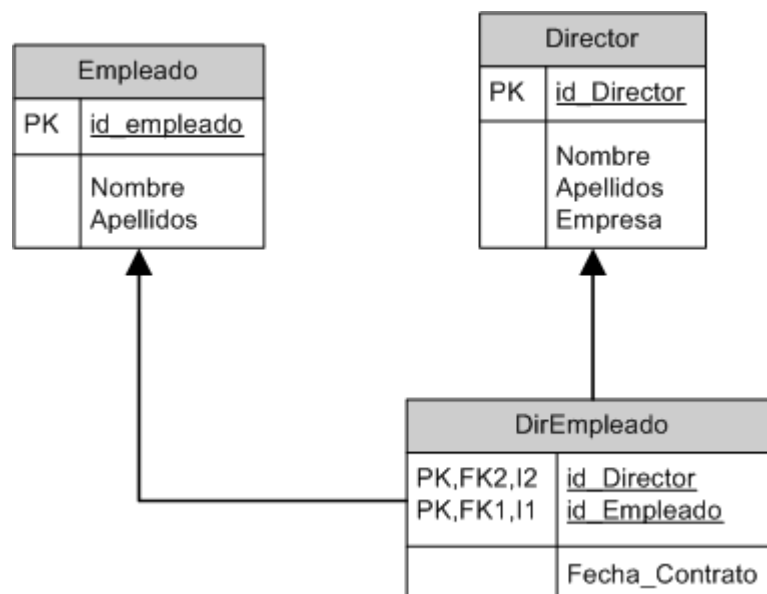 Empleado
PK id_empleado
Nombre
Apellidos
Director
PK id_Director
Nombre
Apellidos
Empresa
DirEmpleado
PK,FK2,I2 id_Director
PK,FK1,I1 id_Empleado
Fecha_Contrato